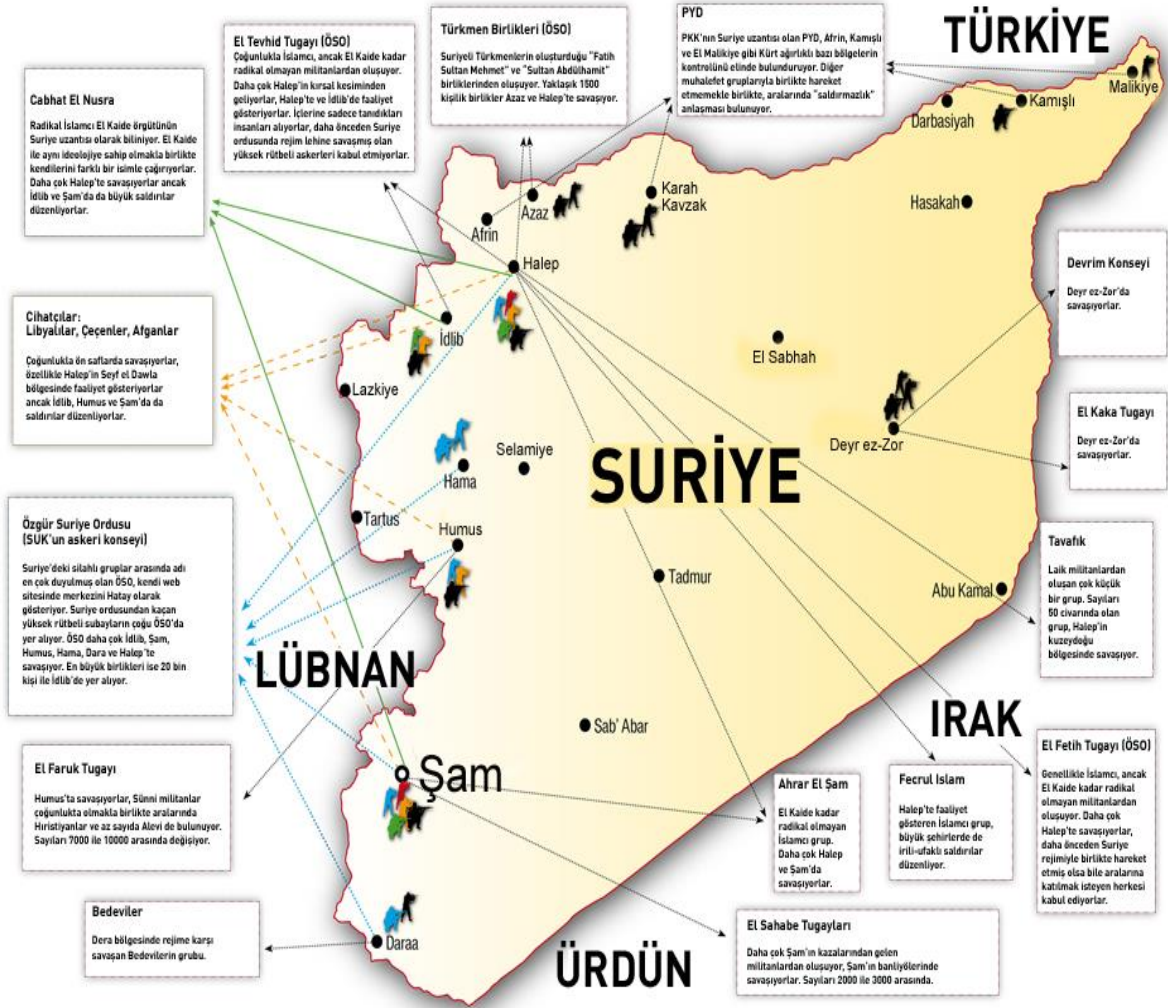 El Tevhid Tugayı (ÖSO)
Çoğunlukla İslamcı, ancak El Kaide kadar
radikal olmayan militanlardan oluşuyor.
Daha çok Halep'in kırsal kesiminden
geliyorlar, Halep'te ve İdlib'de faaliyet
gösteriyorlar. İçlerine sadece tanıdıkları
insanları alıyorlar, daha önceden Suriye
ordusunda rejim lehine savaşmış olan
yüksek rütbeli askerleri kabul etmiyorlar.
Türkmen Birlikleri (ÖSO)
Suriyeli Türkmenlerin oluşturduğu "Fatih
Sultan Mehmet" ve "Sultan Abdülhamit"
birliklerinden oluşuyor. Yaklaşık 1500
kişilik birlikler Azaz ve Halep'te savaşıyor.
PYD
PKK'nın Suriye uzantısı olan PYD, Afrin, Kamışlı
ve El Malikiye gibi Kürt ağırlıklı bazı bölgelerin
kontrolünü elinde bulunduruyor. Diğer
muhalefet gruplarıyla birlikte hareket
etmemekle birlikte, aralarında "saldırmazlık"
anlaşması bulunuyor.
TÜRKİYE
Malikiye
Kamışlı
Darbasiyah
Cabhat El Nusra
Radikal İslamcı El Kaide örgütünün
Suriye uzantısı olarak biliniyor. El Kaide
ile aynı ideolojiye sahip olmakla birlikte
kendilerini farklı bir isimle çağırıyorlar.
Daha çok Halep'te savaşıyorlar ancak
İdlib ve Şam'da da büyük saldırılar
düzenliyorlar.
Azaz
Karah
Kavzak
Hasakah
Afrin
Halep
Devrim Konseyi
Deyr ez-Zor'da
savaşıyorlar.
Cihatçılar:
Libyalılar, Çeçenler, Afganlar
Çoğunlukla ön saflarda savaşıyorlar,
özellikle Halep'in Seyf el Dawla
bölgesinde faaliyet gösteriyorlar
ancak İdlib, Humus ve Şam'da da
saldırılar düzenliyorlar.
İdlib
El Sabhah
Lazkiye
El Kaka Tugayı
Deyr ez-Zor'da
savaşıyorlar.
Deyr ez-Zor
SURİYE
Selamiye
Hama
Tartus
Humus
Özgür Suriye Ordusu
(SUK'un askeri konseyi)
Suriye'deki silahlı gruplar arasında adı
en çok duyulmuş olan ÖSO, kendi web
sitesinde merkezini Hatay olarak
gösteriyor. Suriye ordusundan kaçan
yüksek rütbeli subayların çoğu ÖSO'da
yer alıyor. ÖSO daha çok İdlib, Şam,
Humus, Hama, Dara ve Halep'te
savaşıyor. En büyük birlikleri ise 20 bin
kişi ile İdlib'de yer alıyor.
Tadmur
Abu Kamal
Tavafık
Laik militanlardan
oluşan çok küçük
bir grup. Sayıları
50 civarında olan
grup, Halep'in
kuzeydoğu
bölgesinde savaşıyor.
LÜBNAN
IRAK
Sab' Abar
Şam
El Faruk Tugayı
Humus'ta savaşıyorlar, Sünni militanlar
çoğunlukta olmakla birlikte aralarında
Hıristiyanlar ve az sayıda Alevi de bulunuyor.
Sayıları 7000 ile 10000 arasında değişiyor.
Ahrar El Şam
El Kaide kadar
radikal olmayan
İslamcı grup.
Daha çok Halep
ve Şam'da
savaşıyorlar.
Fecrul Islam
Halep'te faaliyet
gösteren İslamcı grup,
büyük şehirlerde de
irili-ufaklı saldırılar
düzenliyor.
El Fetih Tugayı (ÖSO)
Genellikle İslamcı, ancak
El Kaide kadar radikal
olmayan militanlardan
oluşuyor. Daha çok
Halep'te savaşıyorlar,
daha önceden Suriye
rejimiyle birlikte hareket
etmiş olsa bile aralarına
katılmak isteyen herkesi
kabul ediyorlar.
Bedeviler
Dera bölgesinde rejime karşı
savaşan Bedevilerin grubu.
Daraa
ÜRDÜN
El Sahabe Tugayları
Daha çok Şam'ın kazalarından gelen
militanlardan oluşuyor, Şam'ın banliyölerinde
savaşıyorlar. Sayıları 2000 ile 3000 arasında.